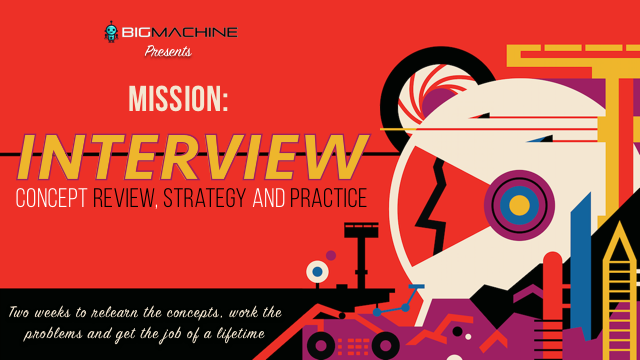 BIGMACHINE
Presents
MISSION:
INTERVIEW
CONCEPT REVIEW, STRATEGY AND PRACTICE
Two weeks to relearn the concepts, work the
problems and get the job of a lifetime